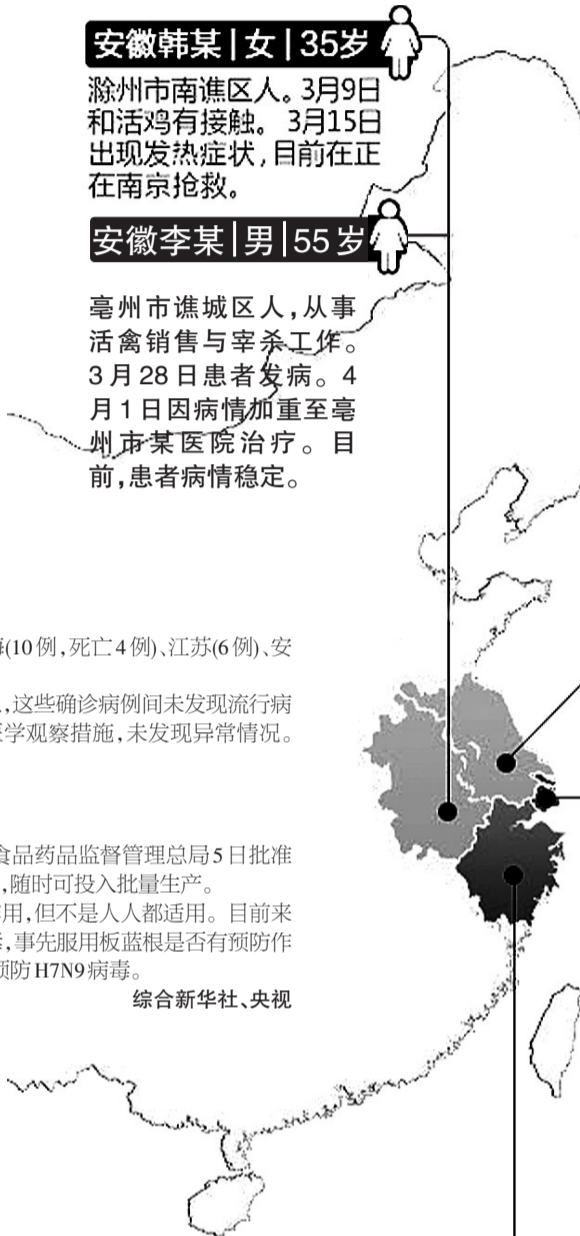 安徽韩某|女|35岁
滁州市南谯区人。3月9日
和活鸡有接触。 3月15日
出现发热症状,目前在正
在南京抢救。
安徽李某|男|55岁
亳州市谯城区人,从事
活禽销售与宰杀工作。
3月28日患者发病。4
月1日因病情加重至亳
州市某医院治疗。目
前,患者病情稳定。
(10例,死亡4例)、江苏(6例)、安
,这些确诊病例间未发现流行病
学观察措施,未发现异常情况。
食品药品监督管理总局5日批准
,随时可投入批量生产。
用,但不是人人都适用。目前来
,事先服用板蓝根是否有预防作
预防H7N9病毒。
综合新华社、央视